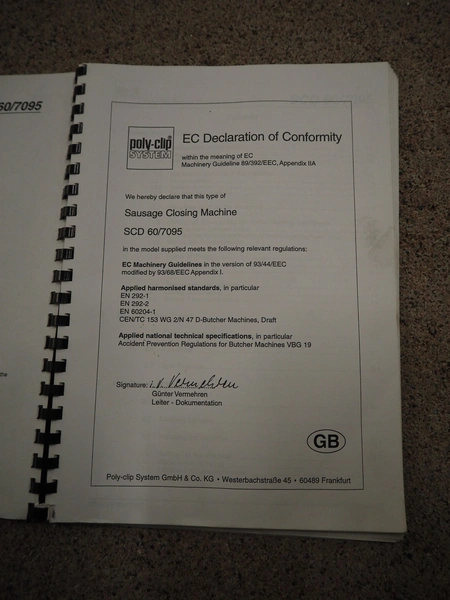 60/7095
poly-clip®
SYSTEM
EC Declaration of Conformity
within the meaning of EC
Machinery Guideline 89/392/EEC, Appendix IIA
We hereby declare that this type of
Sausage Closing Machine
SCD 60/7095
in the model supplied meets the following relevant regulations:
EC Machinery Guidelines in the version of 93/44/EEC
modified by 93/68/EEC Appendix I.
Applied harmonised standards, in particular
EN 292-1
EN 292-2
EN 60204-1
CEN/TC 153 WG 2/N 47 D-Butcher Machines, Draft
Applied national technical specifications, in particular
Accident Prevention Regulations for Butcher Machines VBG 19
the
Signature: i.V. Vermehren
Günter Vermehren
Leiter - Dokumentation
GB
Poly-clip System GmbH & Co. KG • Westerbachstraße 45 • 60489 Frankfurt